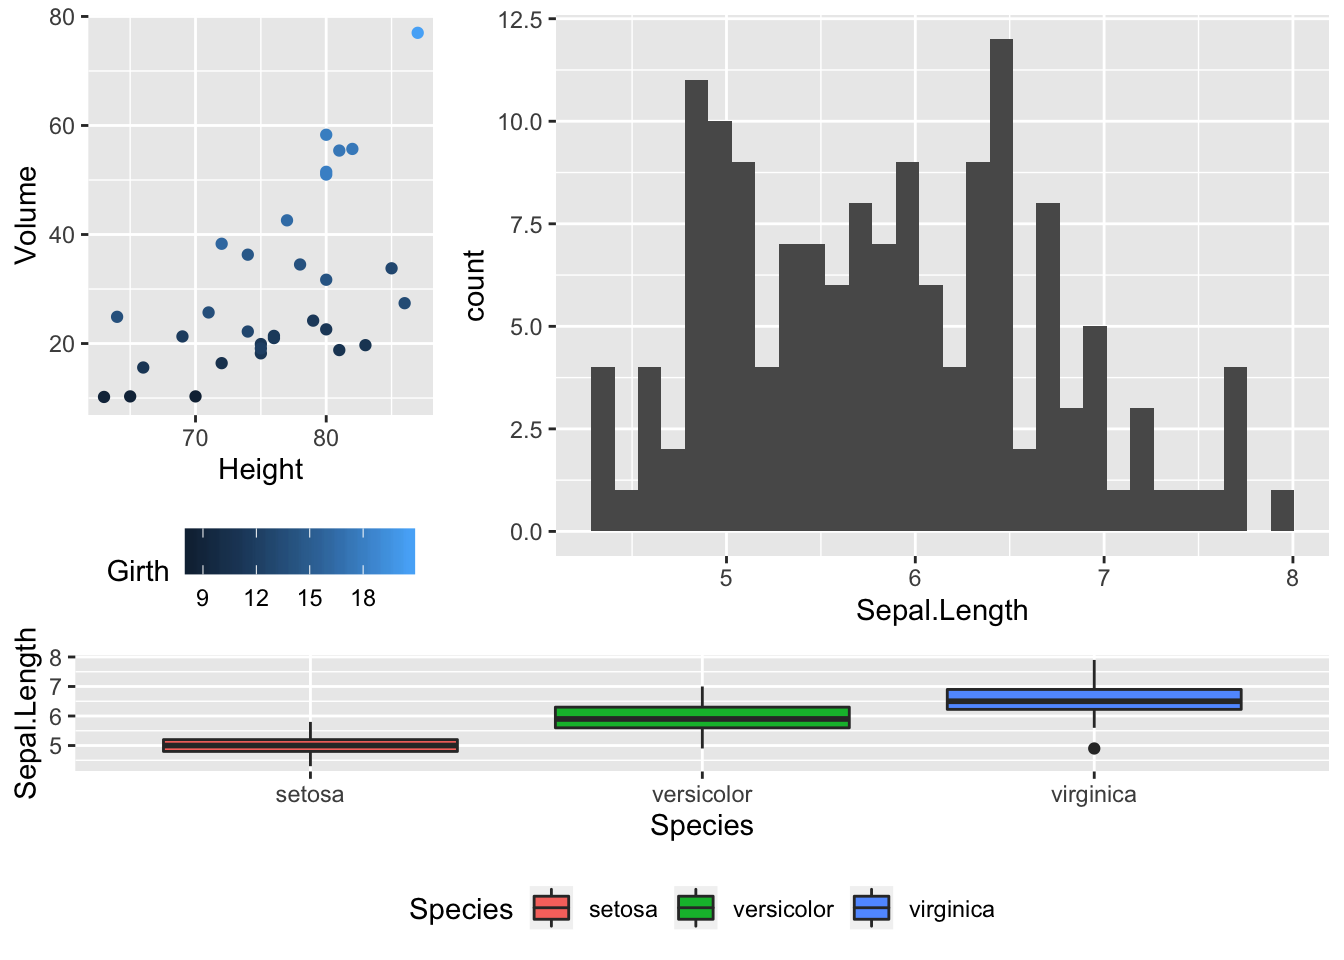 80
60
40
20
Volume
70 80
Height
Girth
9 12 15 18
12.5
10.0
7.5
5.0
2.5
0.0
count
5 6 7 8
Sepal.Length
8
7
6
5
Sepal.Length
setosa versicolor virginica
Species
Species setosa versicolor virginica